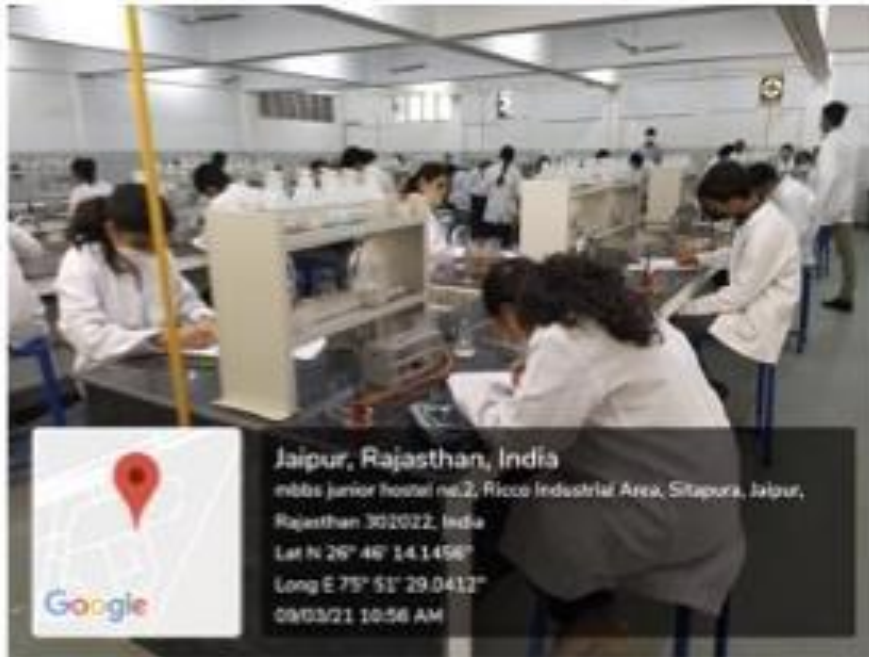 Jaipur, Rajasthan, India
mbbs junior hostel no.2, Ricco Industrial Area, Sitapura, Jaipur,
Rajasthan 302022, India
Lat N 26° 46' 14.1456"
Long E 75° 51' 29.0412"
09/03/21 10:56 AM
Google